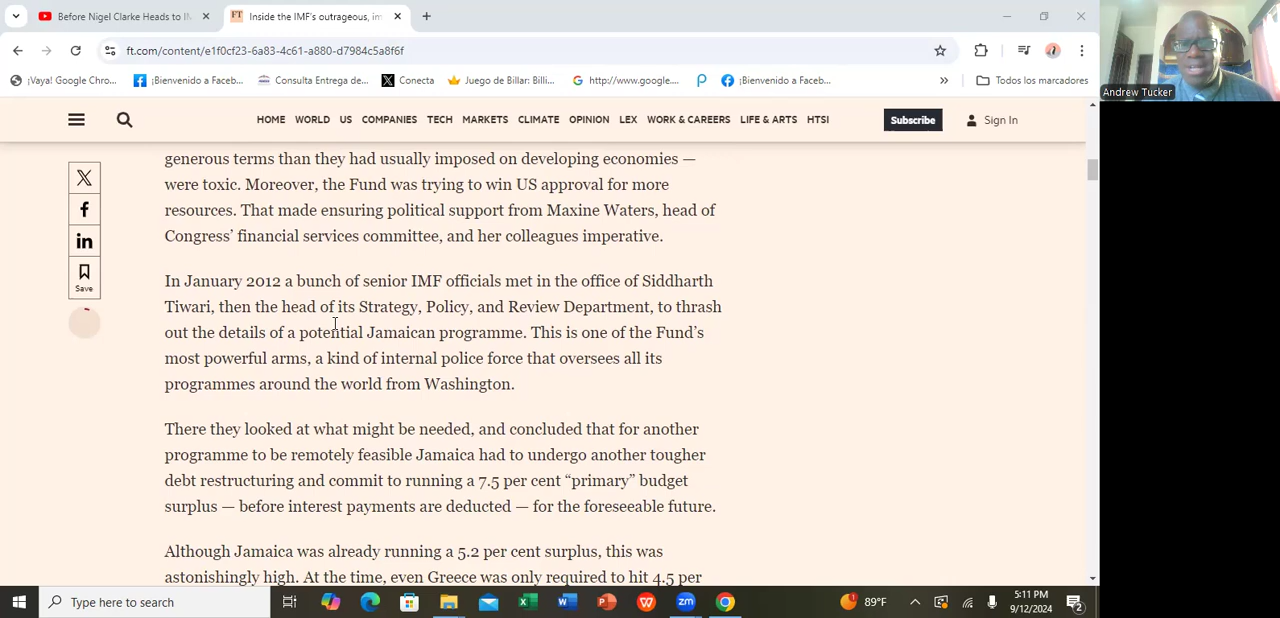 Before Nigel Clarke Heads to IM
Inside the IMF's outrageous, im
ft.com/content/e1f0cf23-6a83-4c61-a880-d7984c5a8f6f
¡Vaya! Google Chro...
¡Bienvenido a Faceb...
Consulta Entrega de...
Conecta
Juego de Billar: Billi...
http://www.google....
¡Bienvenido a Faceb...
»
Todos los marcadores
Andrew Tucker
HOME WORLD US COMPANIES TECH MARKETS CLIMATE OPINION LEX WORK & CAREERS LIFE & ARTS HTSI
Subscribe
Sign In
generous terms than they had usually imposed on developing economies —
were toxic. Moreover, the Fund was trying to win US approval for more
resources. That made ensuring political support from Maxine Waters, head of
Congress' financial services committee, and her colleagues imperative.
Save
In January 2012 a bunch of senior IMF officials met in the office of Siddharth
Tiwari, then the head of its Strategy, Policy, and Review Department, to thrash
out the details of a potential Jamaican programme. This is one of the Fund's
most powerful arms, a kind of internal police force that oversees all its
programmes around the world from Washington.
There they looked at what might be needed, and concluded that for another
programme to be remotely feasible Jamaica had to undergo another tougher
debt restructuring and commit to running a 7.5 per cent “primary” budget
surplus — before interest payments are deducted — for the foreseeable future.
Although Jamaica was already running a 5.2 per cent surplus, this was
astonishingly high. At the time, even Greece was only required to hit 4.5 per
Type here to search
89°F
5:11 PM
9/12/2024
2